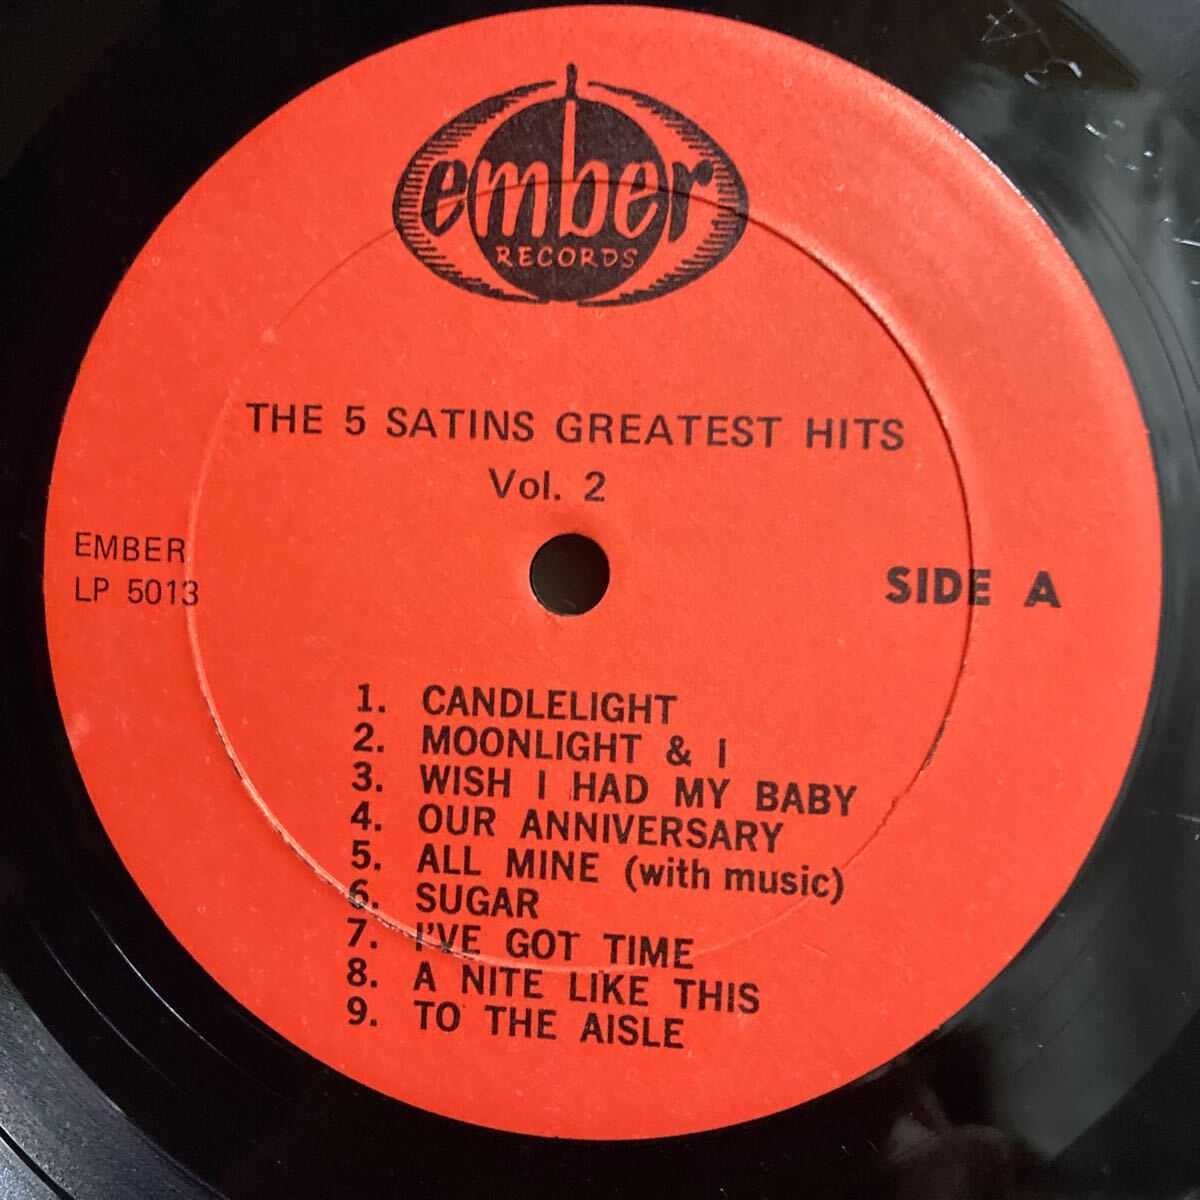 ember
RECORDS
THE 5 SATINS GREATEST HITS
Vol. 2
EMBER
LP 5013
SIDE A
1. CANDLELIGHT
2. MOONLIGHT & I
3. WISH I HAD MY BABY
4. OUR ANNIVERSARY
5. ALL MINE (with music)
6. SUGAR
7. I'VE GOT TIME
8. A NITE LIKE THIS
9. TO THE AISLE